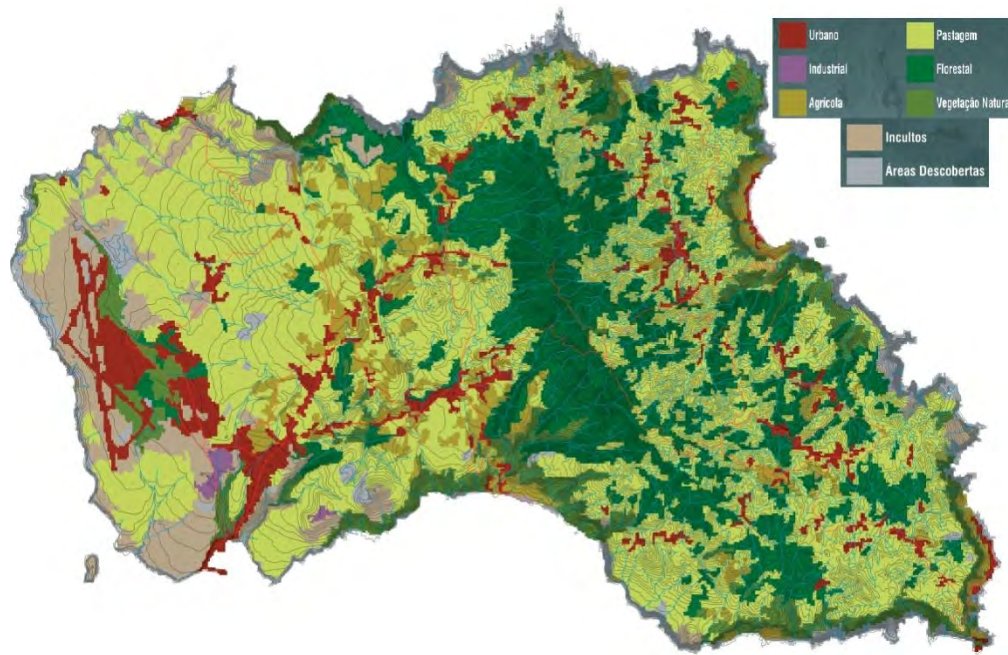 Urbano
Pastagem
Industrial
Florestal
Agrícola
Vegetação Natura
Incultos
Áreas Descobertas